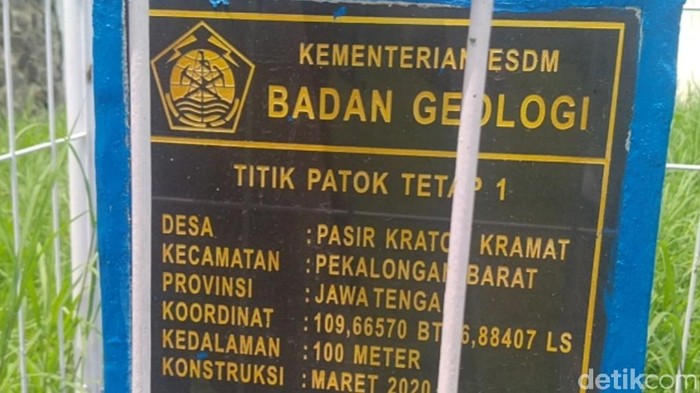 KEMENTERIAN ESDM
BADAN GEOLOGI
TITIK PATOK TETAP 1
DESA : PASIR KRATON KRAMAT
KECAMATAN : PEKALONGAN BARAT
PROVINSI : JAWA TENGA
KOORDINAT : 109,66570 BT 6,88407 LS
KEDALAMAN : 100 METER
KONSTRUKSI : MARET 2020
detikcom